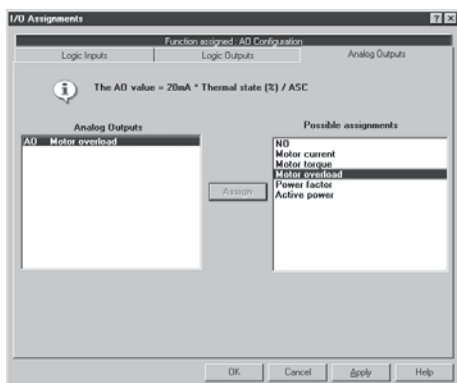 I/O Assignments
Function assigned : AO Configuration
Logic Inputs
Logic Outputs
Analog Outputs
The AO value = 20mA * Thermal state (%) / ASC
Analog Outputs
AO Motor overload
Assign
Possible assignments
NO
Motor current
Motor torque
Motor overload
Power factor
Active power
OK
Cancel
Apply
Help